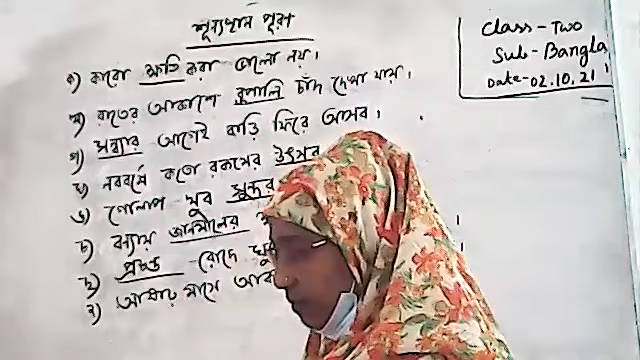 শূন্যস্থান পূরণ
ক) কারো ক্ষতি করা ভালো নয়।
খ) রাতের আকাশে রুপালি চাঁদ দেখা যায়।
গ) সন্ধ্যার আগেই বাড়ি ফিরে আসব।
ঘ) নববর্ষে কতো রকমের উৎসব
ঙ) গোলাপ খুব সুন্দর
চ) বন্যায় জানমালের
ছ) প্রচণ্ড রোদে
আষাঢ় মাসে
Class - Two
Sub - Bangla
Date - 02.10.21